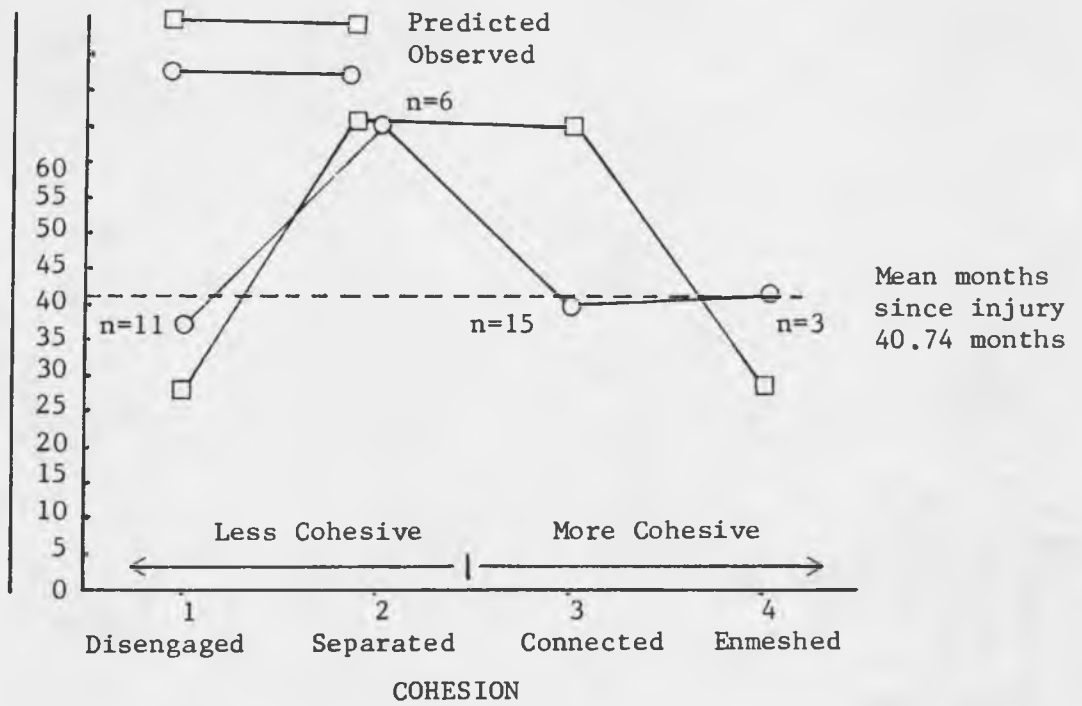 Predicted
Observed
n=6
60
55
50
45
40
35
30
25
20
15
10
5
0
n=11
n=15
n=3
Mean months
since injury
40.74 months
Less Cohesive
More Cohesive
1
2
3
4
Disengaged
Separated
Connected
Enmeshed
COHESION